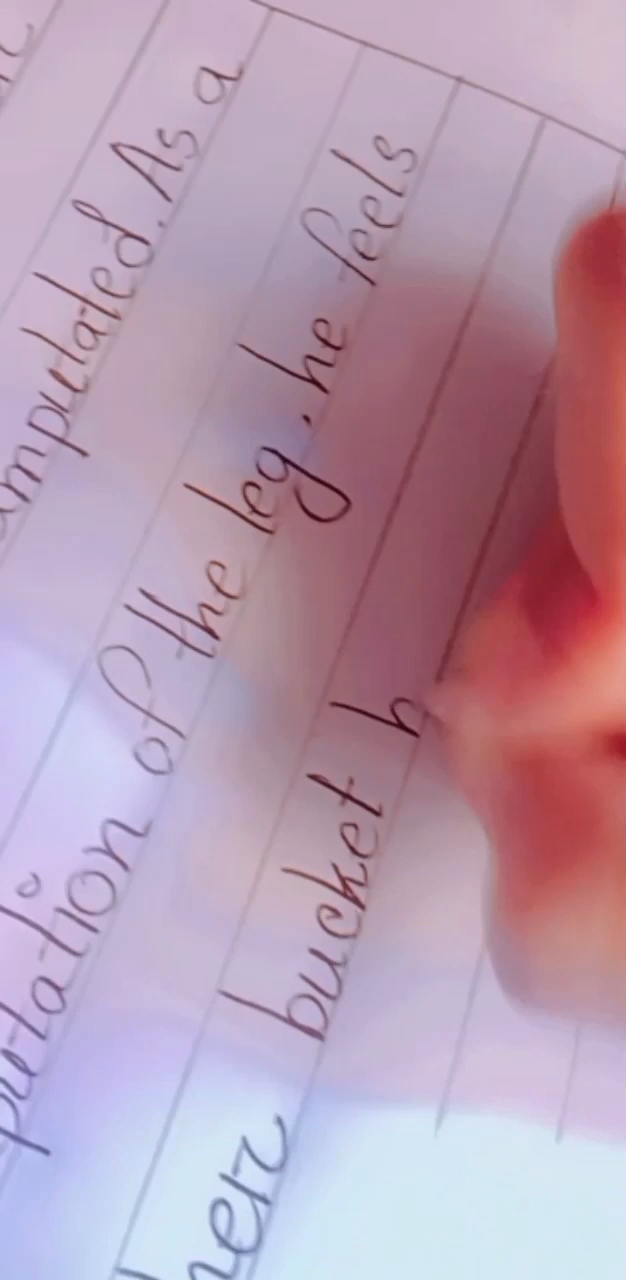 amputated. As a
putation of the leg. he feels
her bucket h